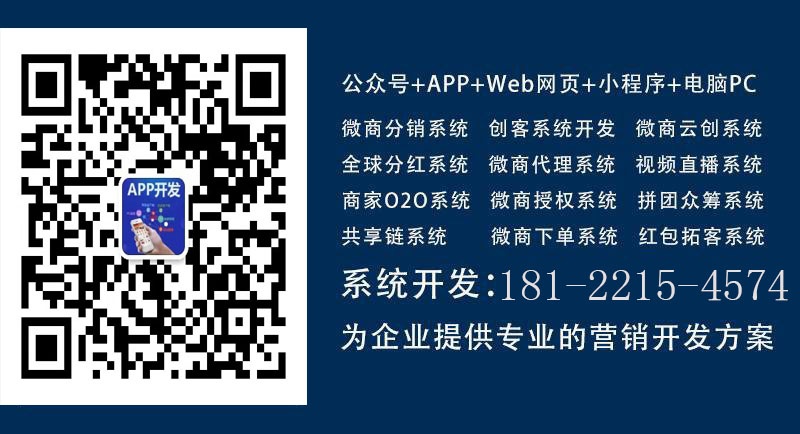 APP开发
公众号+APP+Web网页+小程序+电脑PC
微商分销系统 创客系统开发 微商云创系统
全球分红系统 微商代理系统 视频直播系统
商家O2O系统 微商授权系统 拼团众筹系统
共享链系统 微商下单系统 红包拓客系统
系统开发:181-2215-4574
为企业提供专业的营销开发方案